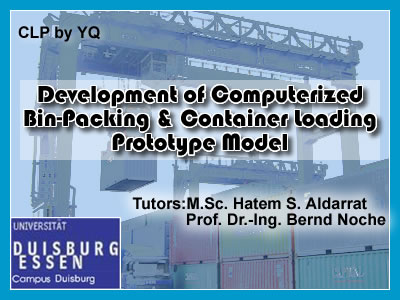 CLP by YQ
Development of Computerized
Bin-Packing & Container Loading
Prototype Model
Tutors:M.Sc. Hatem S. Aldarrat
Prof. Dr.-Ing. Bernd Noche
UNIVERSITÄT
DUISBURG
ESSEN
Campus Duisburg